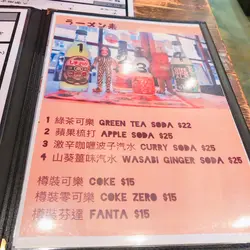 ラーメン来
1 綠茶可樂 GREEN TEA SODA $22
2 蘋果梳打 APPLE SODA $25
3 激辛咖喱波子汽水 CURRY SODA $25
4 山葵薑味汽水 WASABI GINGER SODA $25
樽裝可樂 COKE $15
樽裝零可樂 COKE ZERO $15
樽裝芬達 FANTA $15